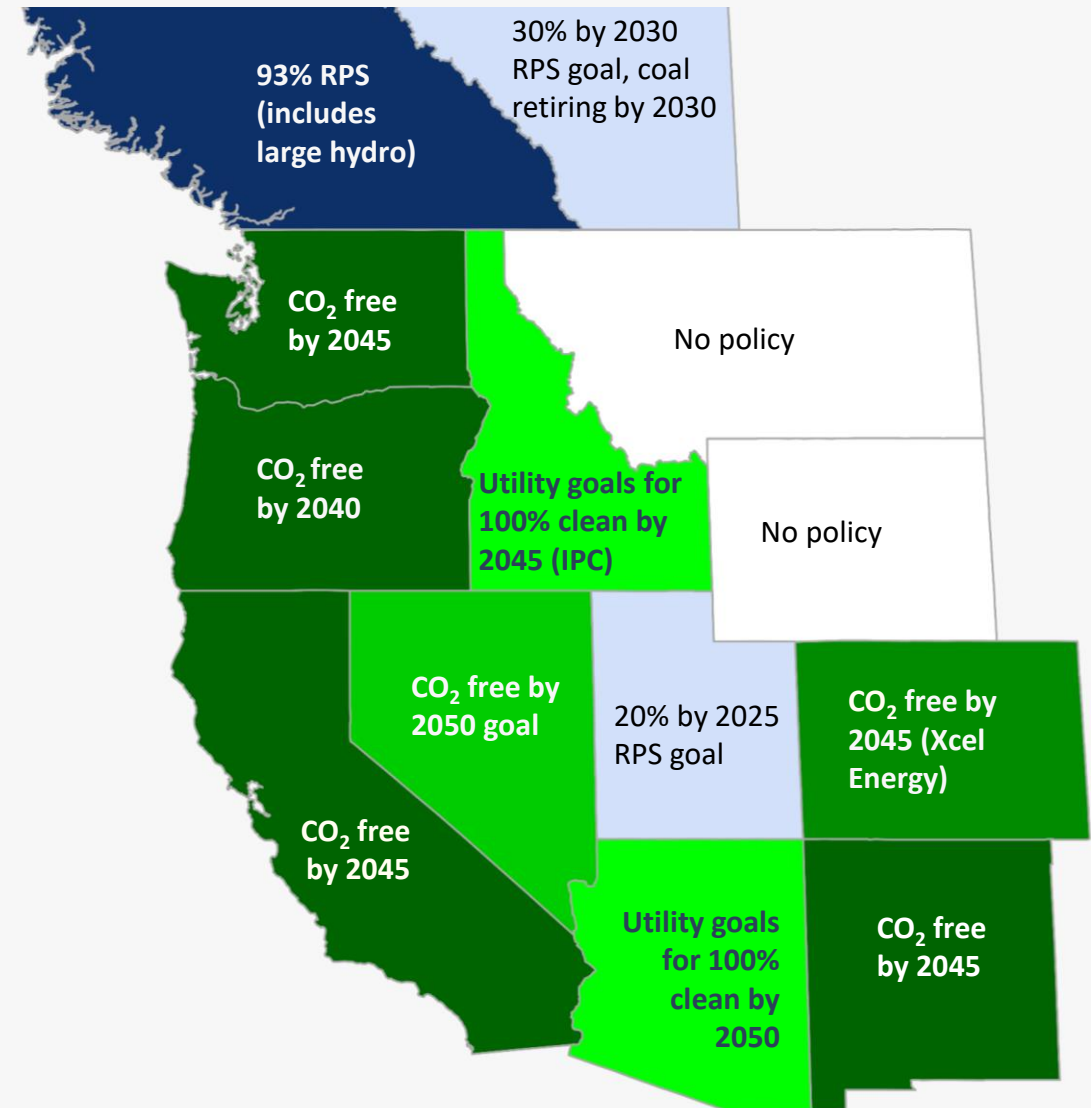 93% RPS
(includes
large hydro)
30% by 2030
RPS goal, coal
retiring by 2030
CO₂ free
by 2045
No policy
CO₂ free
by 2040
Utility goals for
100% clean by
2045 (IPC)
No policy
CO₂ free by
2050 goal
20% by 2025
RPS goal
CO₂ free by
2045 (Xcel
Energy)
CO₂ free
by 2045
Utility goals
for 100%
clean by
2050
CO₂ free
by 2045